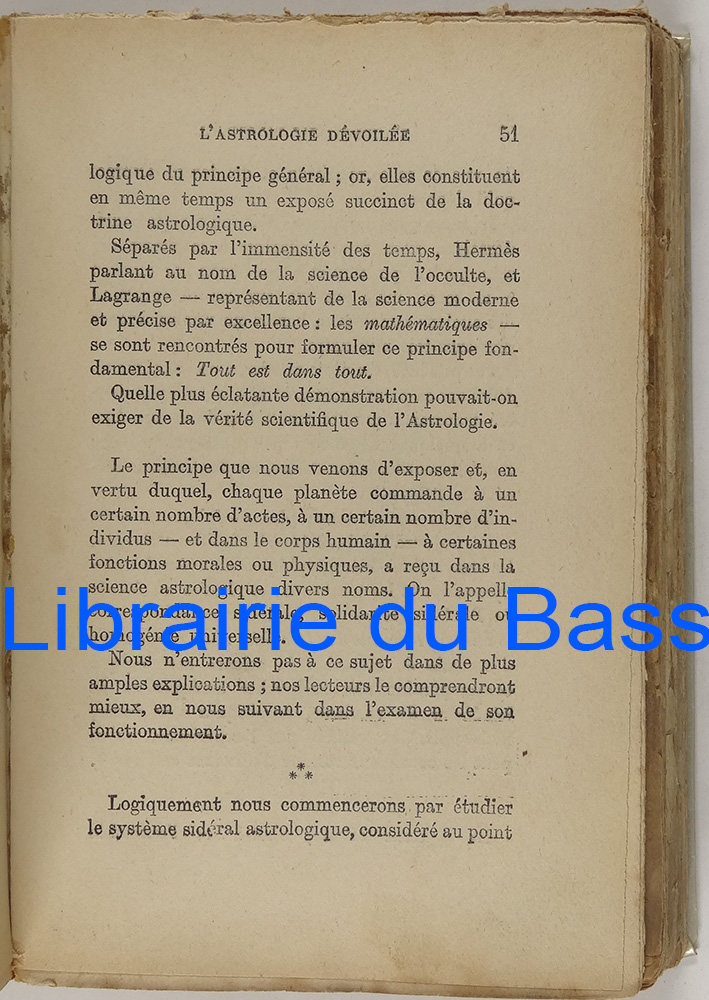 L'ASTROLOGIE DÉVOILÉE 51
logique du principe général ; or, elles constituent
en même temps un exposé succinct de la doc-
trine astrologique.
Séparés par l'immensité des temps, Hermès
parlant au nom de la science de l'occulte, et
Lagrange — représentant de la science moderne
et précise par excellence : les mathématiques —
se sont rencontrés pour formuler ce principe fon-
damental : Tout est dans tout.
Quelle plus éclatante démonstration pouvait-on
exiger de la vérité scientifique de l'Astrologie.
Le principe que nous venons d'exposer et, en
vertu duquel, chaque planète commande à un
certain nombre d'actes, à un certain nombre d'in-
dividus — et dans le corps humain — à certaines
fonctions morales ou physiques, a reçu dans la
science astrologique divers noms. On l'appelle
correspondance sidérale, solidarité sidérale ou
Librairie du Bass
homogénie universelle.
Nous n'entrerons pas à ce sujet dans de plus
amples explications ; nos lecteurs le comprendront
mieux, en nous suivant dans l'examen de son
fonctionnement.
*
* *
Logiquement nous commencerons par étudier
le système sidéral astrologique, considéré au point